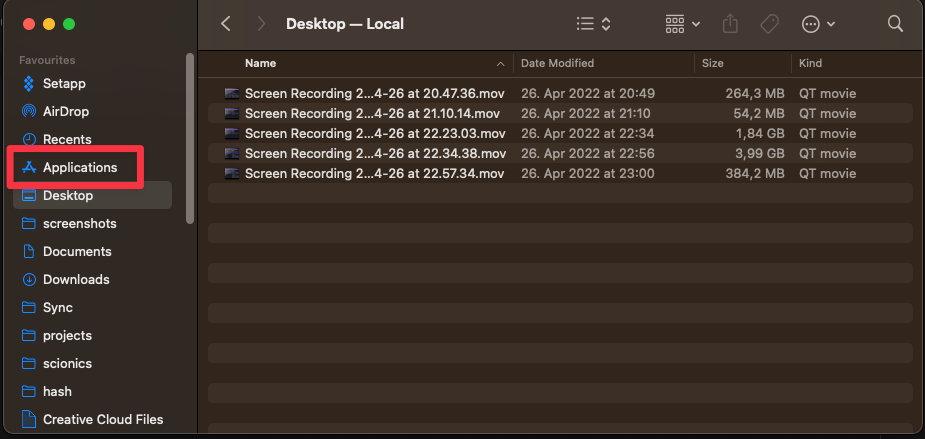 Desktop — Local
Favourites
Setapp
AirDrop
Recents
Applications
Desktop
screenshots
Documents
Downloads
Sync
projects
scionics
hash
Creative Cloud Files
Name Date Modified Size Kind
Screen Recording 2...4-26 at 20.47.36.mov 26. Apr 2022 at 20:49 264,3 MB QT movie
Screen Recording 2...4-26 at 21.10.14.mov 26. Apr 2022 at 21:10 54,2 MB QT movie
Screen Recording 2...4-26 at 22.23.03.mov 26. Apr 2022 at 22:34 1,84 GB QT movie
Screen Recording 2...4-26 at 22.34.38.mov 26. Apr 2022 at 22:56 3,99 GB QT movie
Screen Recording 2...4-26 at 22.57.34.mov 26. Apr 2022 at 23:00 384,2 MB QT movie